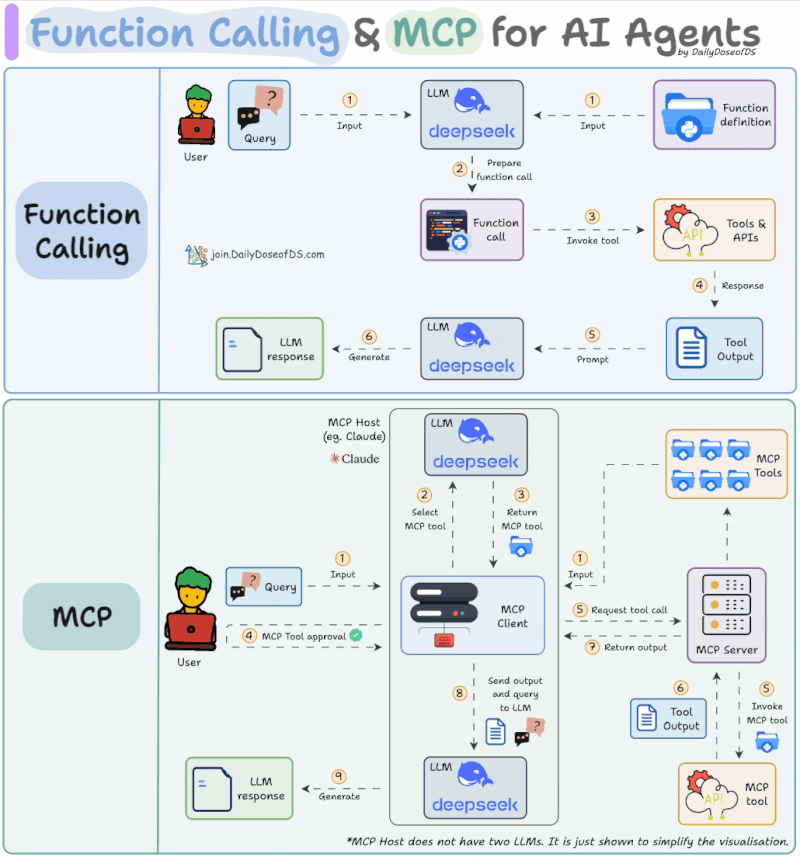 Function Calling & MCP for AI Agents
by DailyDoseofDS
Function
Calling
User
?
Query
1
Input
LLM
deepseek
1
Input
Function
definition
2
Prepare
function call
Function
call
3
Invoke tool
API
Tools &
APIs
join.DailyDoseofDS.com
4
Response
LLM
response
6
Generate
LLM
deepseek
5
Prompt
Tool
Output
MCP
MCP Host
(eg. Claude)
Claude
LLM
deepseek
MCP
Tools
2
Select
MCP tool
3
Return
MCP tool
User
?
Query
1
Input
4
MCP Tool approval
MCP
Client
1
Input
5
Request tool call
7
Return output
MCP Server
8
Send output
and query
to LLM
?
6
Tool
Output
5
Invoke
MCP tool
LLM
response
9
Generate
LLM
deepseek
API
MCP
tool
*MCP Host does not have two LLMs. It is just shown to simplify the visualisation.